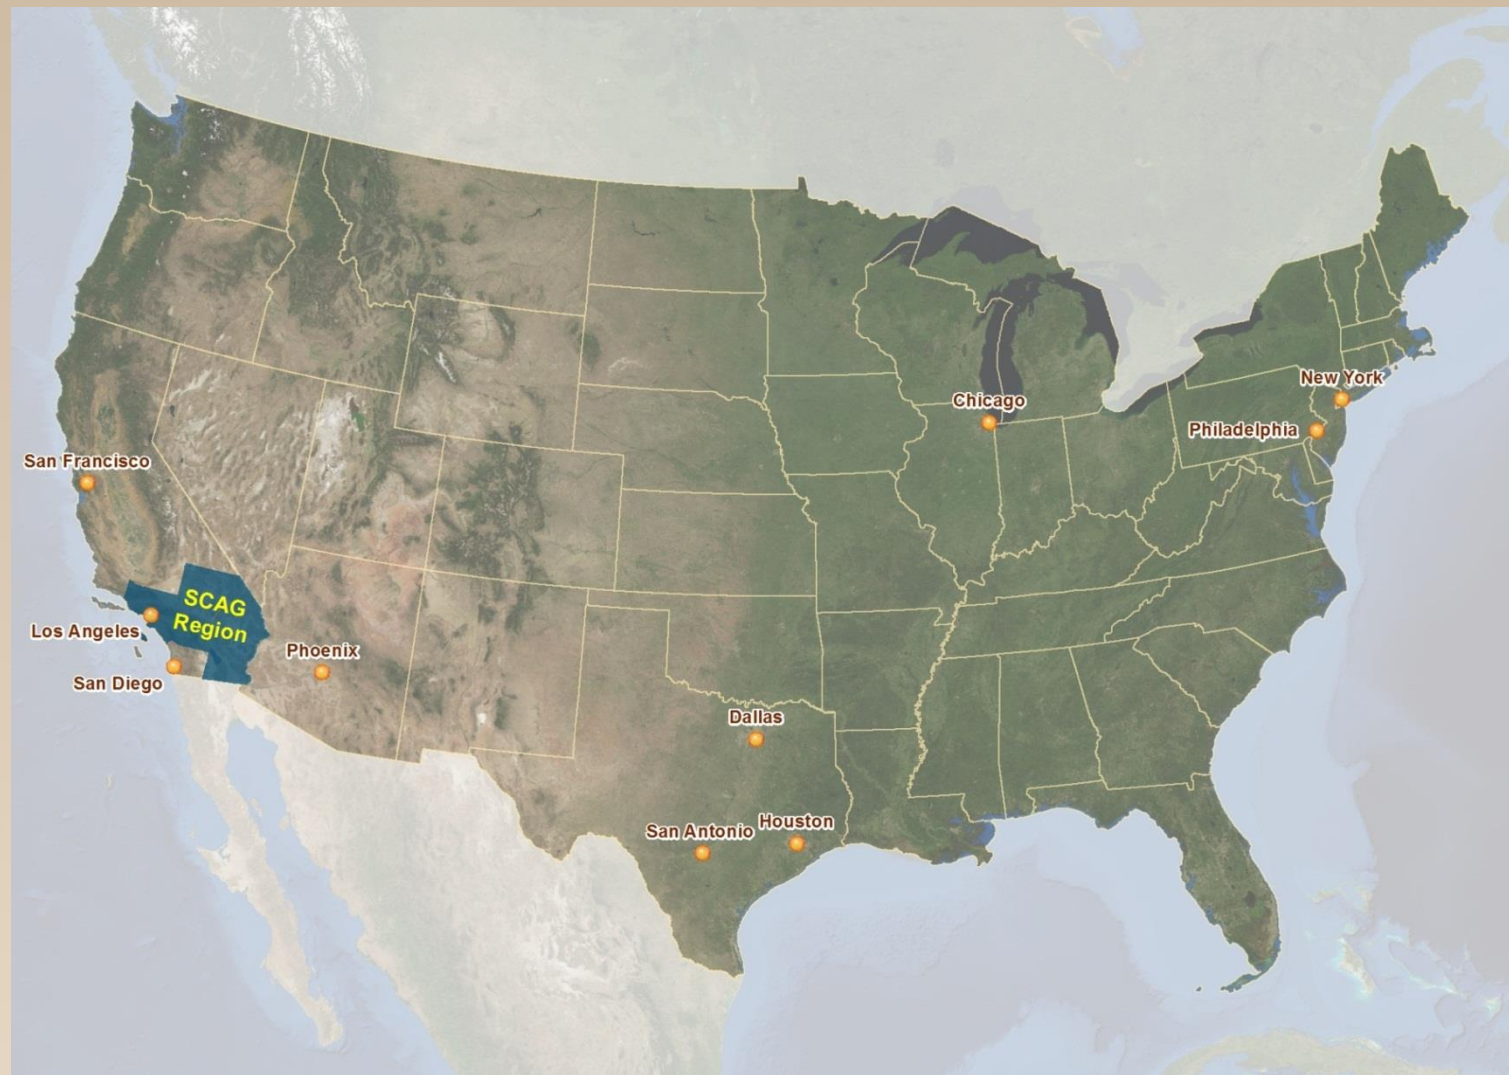 New York
Chicago
Philadelphia
San Francisco
SCAG
Region
Los Angeles
Phoenix
San Diego
Dallas
San Antonio
Houston